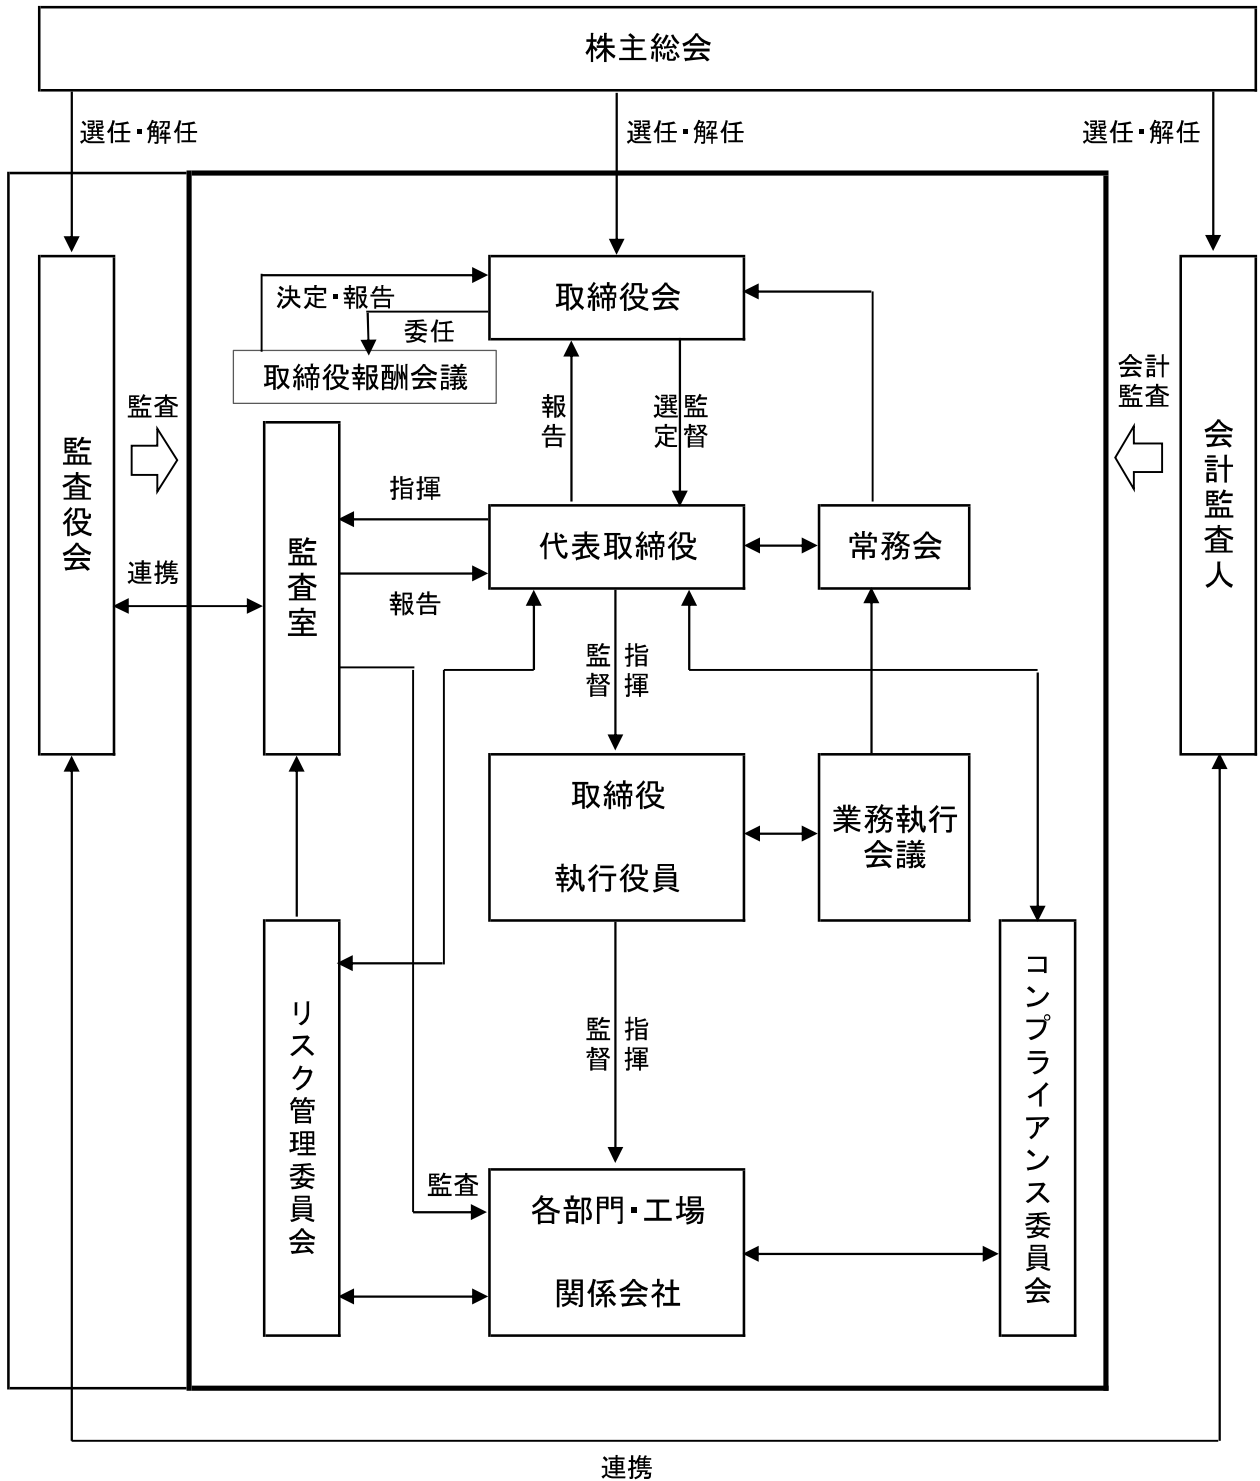 株主総会
選任・解任
選任・解任
選任・解任
取締役会
決定・報告
委任
取締役報酬会議
監査
会計
監査
報告
選定
監督
監査役会
会計監査人
指揮
監査室
代表取締役
常務会
連携
報告
監督
指揮
取締役
執行役員
業務執行
会議
リスク管理委員会
コンプライアンス委員会
監督
指揮
監査
各部門・工場
関係会社
連携